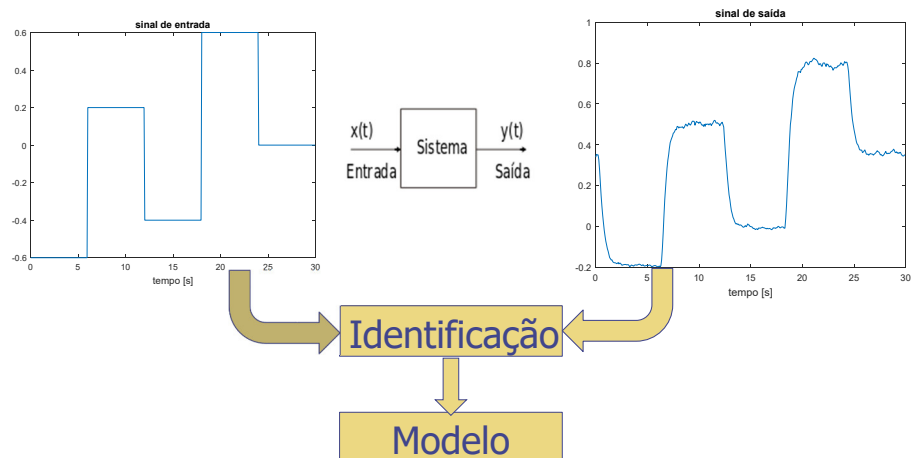 sinal de entrada
0.6
0.4
0.2
0
-0.2
-0.4
-0.6
0 5 10 15 20 25 30
tempo [s]
x(t)
Entrada
Sistema
y(t)
Saída
sinal de saída
1
0.8
0.6
0.4
0.2
0
-0.2
0 5 10 15 20 25 30
tempo [s]
Identificação
Modelo